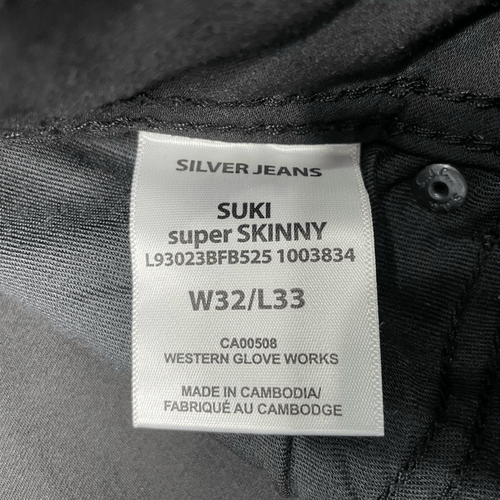 SILVER JEANS
SUKI
super SKINNY
L93023BFB525 1003834
W32/L33
CA00508
WESTERN GLOVE WORKS
MADE IN CAMBODIA/
FABRIQUÉ AU CAMBODGE